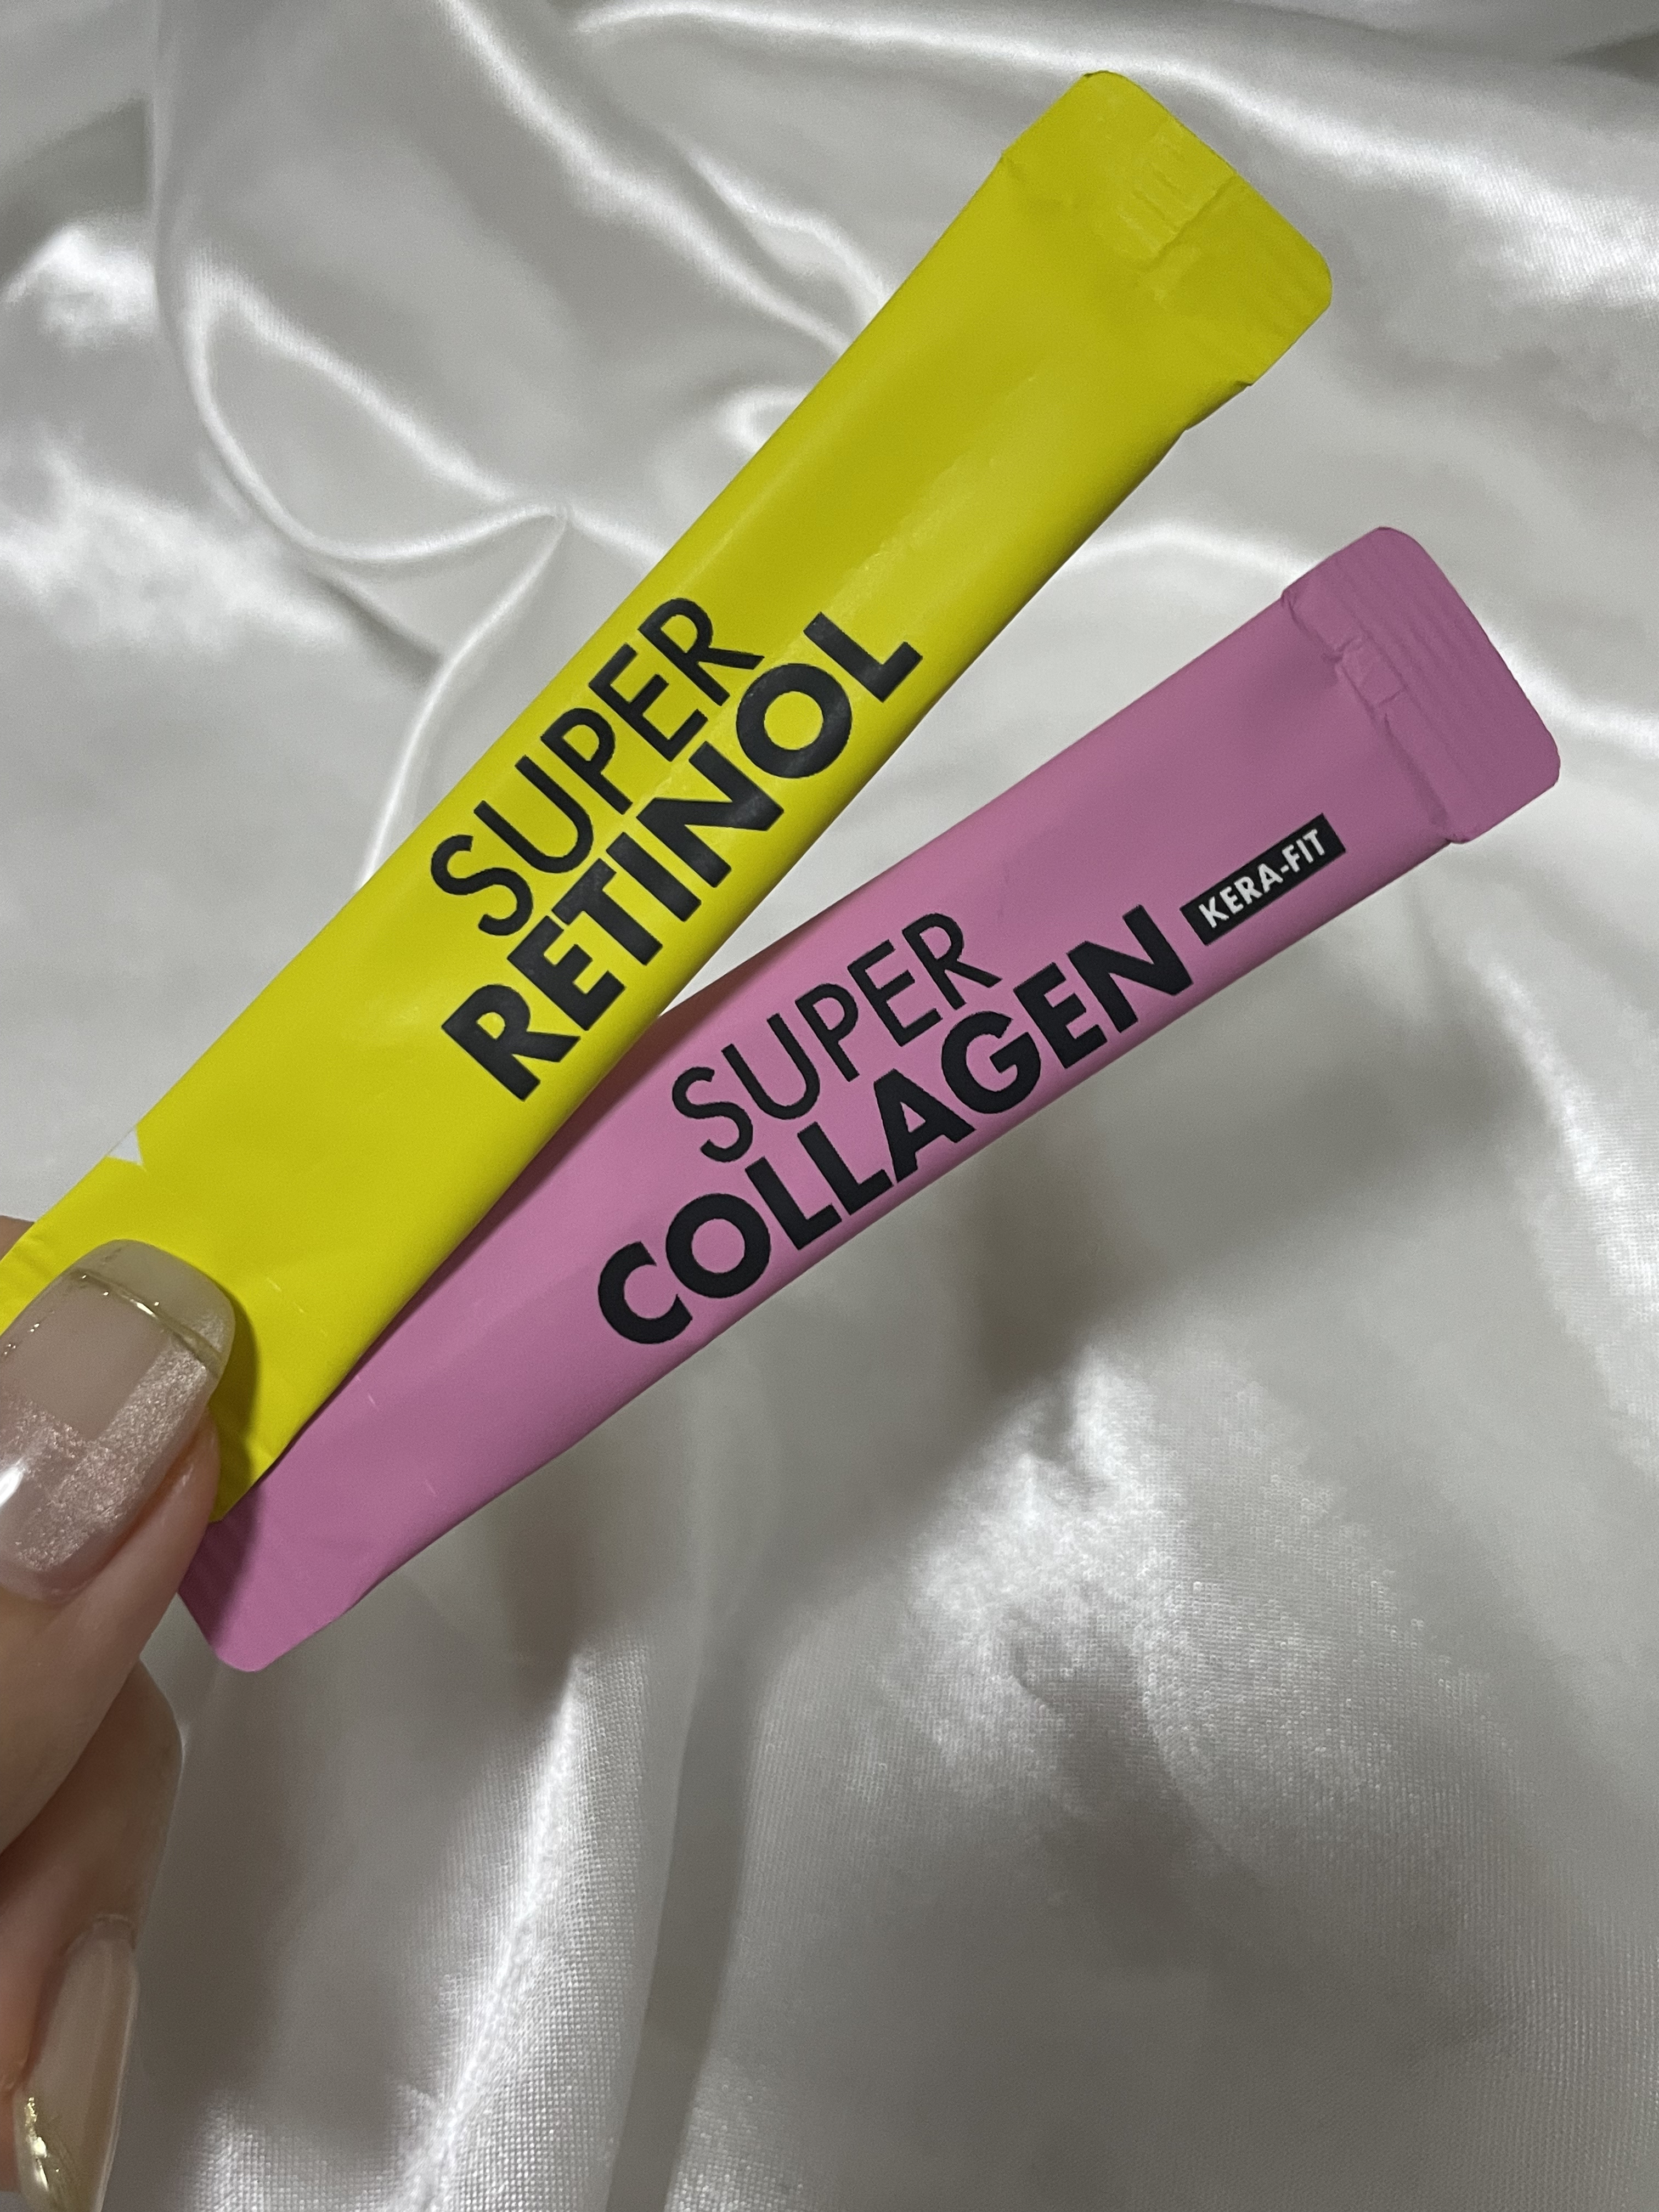 SUPER
RETINOL
SUPER
COLLAGEN
KERA-FIT